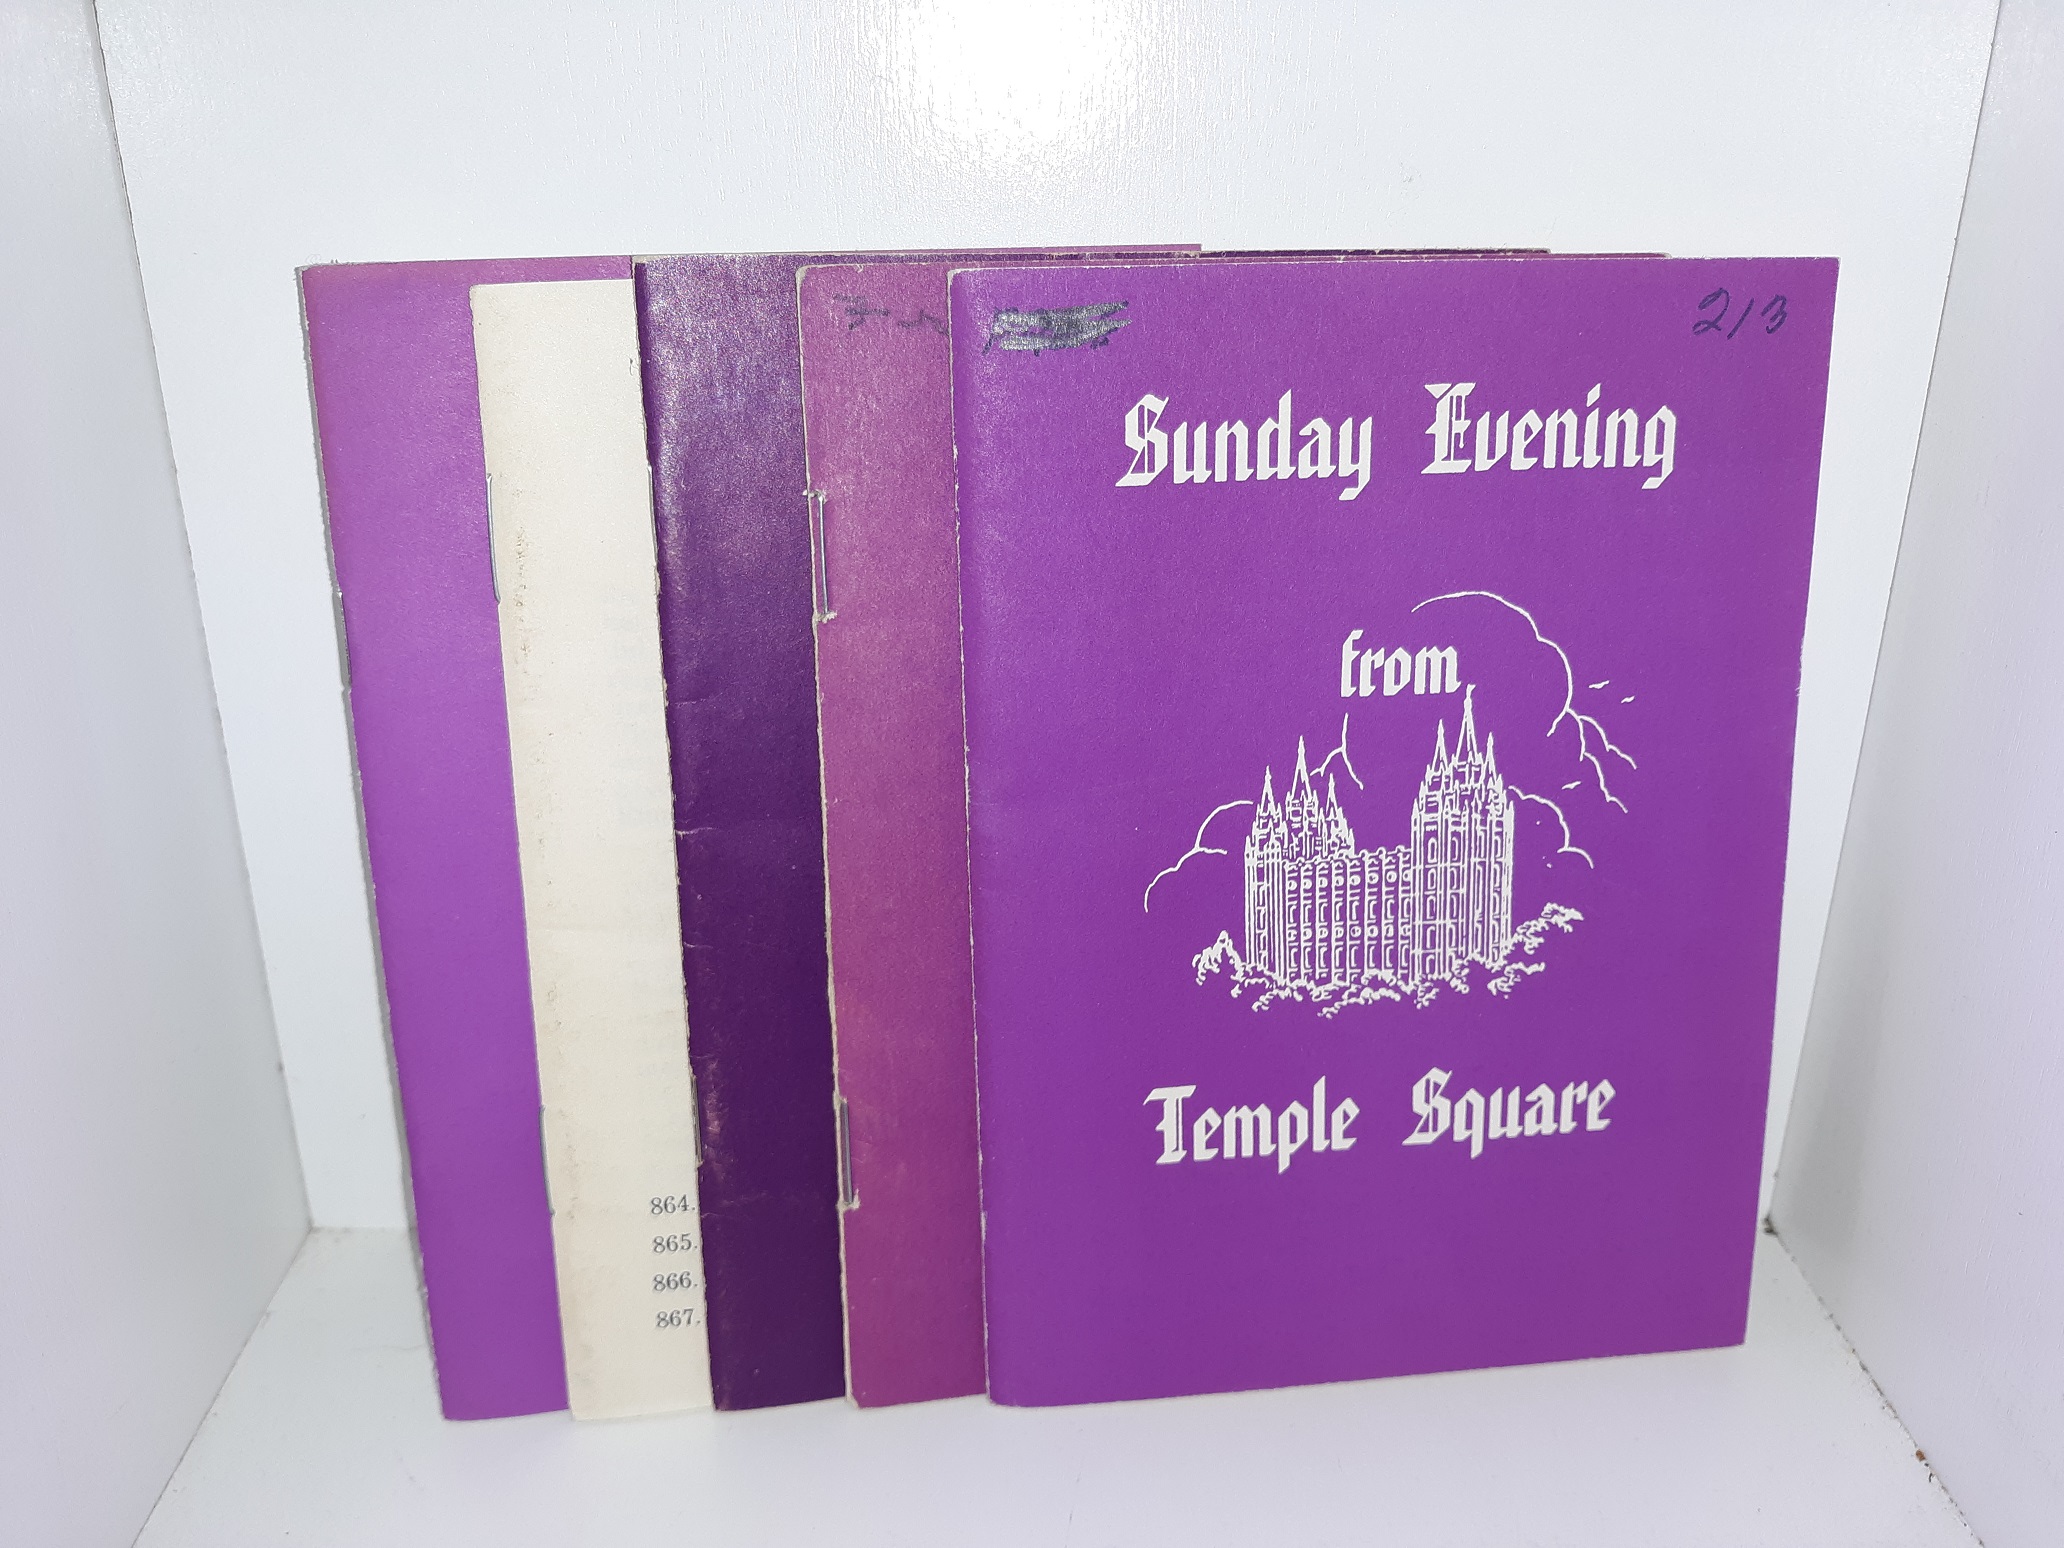 213
Sunday Evening
from
Temple Square
864.
865.
866.
867.